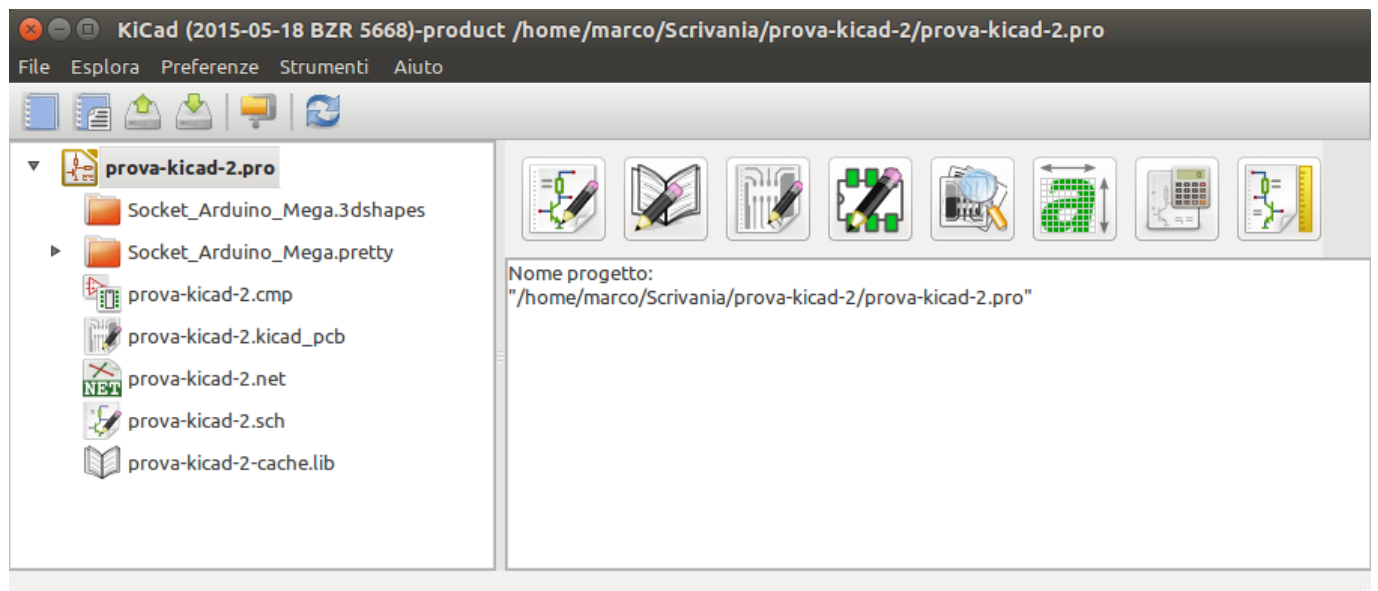 KiCad (2015-05-18 BZR 5668)-product /home/marco/Scrivania/prova-kicad-2/prova-kicad-2.pro
File Esplora Preferenze Strumenti Aiuto
prova-kicad-2.pro
Socket_Arduino_Mega.3dshapes
Socket_Arduino_Mega.pretty
prova-kicad-2.cmp
prova-kicad-2.kicad_pcb
NET prova-kicad-2.net
prova-kicad-2.sch
prova-kicad-2-cache.lib
a
Nome progetto:
"/home/marco/Scrivania/prova-kicad-2/prova-kicad-2.pro"